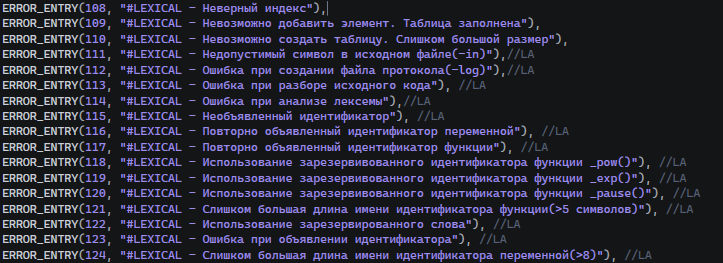 ERROR_ENTRY(108, "#LEXICAL - Неверный индекс"),
ERROR_ENTRY(109, "#LEXICAL - Невозможно добавить элемент. Таблица заполнена"),
ERROR_ENTRY(110, "#LEXICAL - Невозможно создать таблицу. Слишком большой размер"),
ERROR_ENTRY(111, "#LEXICAL - Недопустимый символ в исходном файле(-in)"),//LA
ERROR_ENTRY(112, "#LEXICAL - Ошибка при создании файла протокола(-log)"),//LA
ERROR_ENTRY(113, "#LEXICAL - Ошибка при разборе исходного кода"), //LA
ERROR_ENTRY(114, "#LEXICAL - Ошибка при анализе лексемы"),//LA
ERROR_ENTRY(115, "#LEXICAL - Необъявленный идентификатор"), //LA
ERROR_ENTRY(116, "#LEXICAL - Повторно объявленный идентификатор переменной"), //LA
ERROR_ENTRY(117, "#LEXICAL - Повторно объявленный идентификатор функции"), //LA
ERROR_ENTRY(118, "#LEXICAL - Использование зарезервивованного идентификатора функции _pow()"), //LA
ERROR_ENTRY(119, "#LEXICAL - Использование зарезервивованного идентификатора функции _exp()"), //LA
ERROR_ENTRY(120, "#LEXICAL - Использование зарезервивованного идентификатора функции _pause()"), //LA
ERROR_ENTRY(121, "#LEXICAL - Слишком большая длина имени идентификатора функции(>5 символов)"), //LA
ERROR_ENTRY(122, "#LEXICAL - Использование зарезервированного слова"), //LA
ERROR_ENTRY(123, "#LEXICAL - Ошибка при объявлении идентификатора"), //LA
ERROR_ENTRY(124, "#LEXICAL - Слишком большая длина имени идентификатора переменной(>8)"), //LA